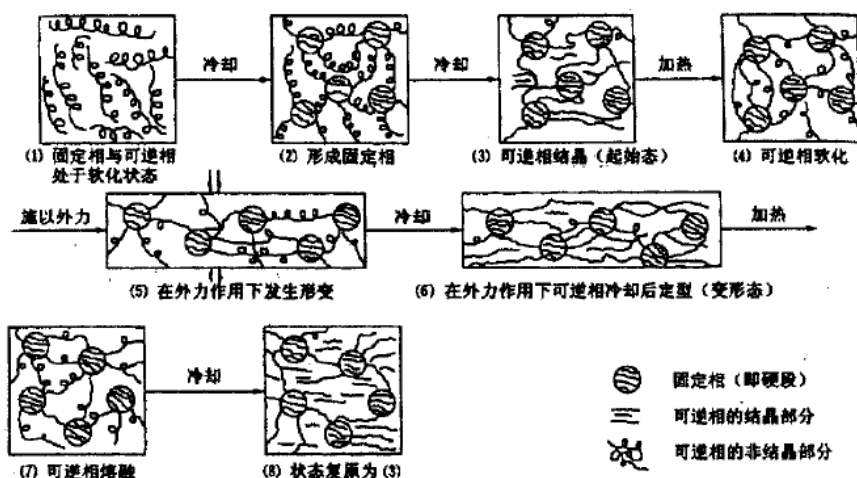 冷却
冷却
加热
(1) 固定相与可逆相
处于软化状态
(2) 形成固定相
(3) 可逆相结晶（起始态）
(4) 可逆相软化
施以外力
冷却
加热
(5) 在外力作用下发生形变
(6) 在外力作用下可逆相冷却后定型（变形态）
冷却
固定相（即硬段）
可逆相的结晶部分
可逆相的非结晶部分
(7) 可逆相熔融
(8) 状态复原为 (3)